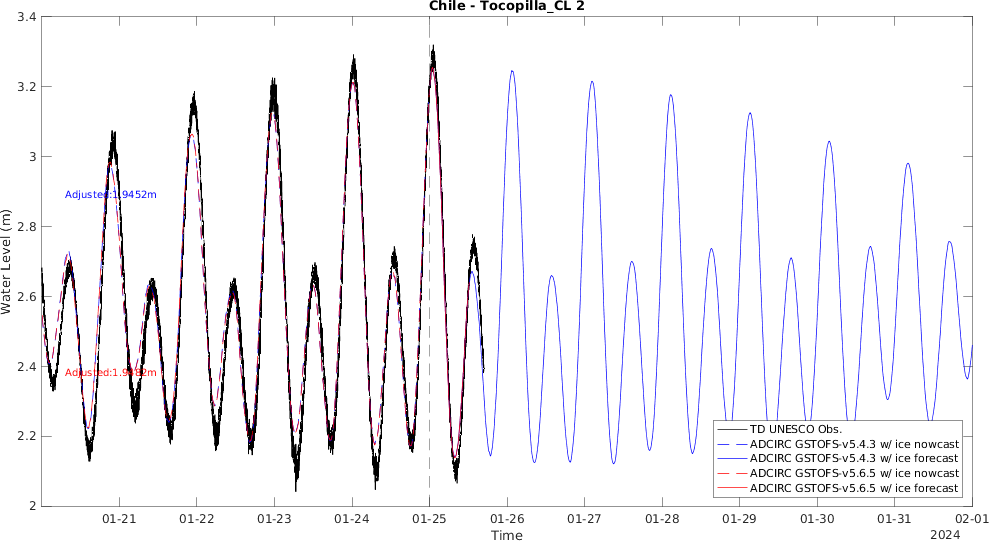 Chile - Tocopilla_CL 2
3.4
3.2
3
2.8
2.6
2.4
2.2
2
Water Level (m)
Adjusted:1.9452m
TD UNESCO Obs.
ADCIRC GSTOFS-v5.4.3 w/ ice nowcast
ADCIRC GSTOFS-v5.4.3 w/ ice forecast
ADCIRC GSTOFS-v5.6.5 w/ ice nowcast
ADCIRC GSTOFS-v5.6.5 w/ ice forecast
01-21 01-22 01-23 01-24 01-25 01-26 01-27 01-28 01-29 01-30 01-31 02-01
Time
2024